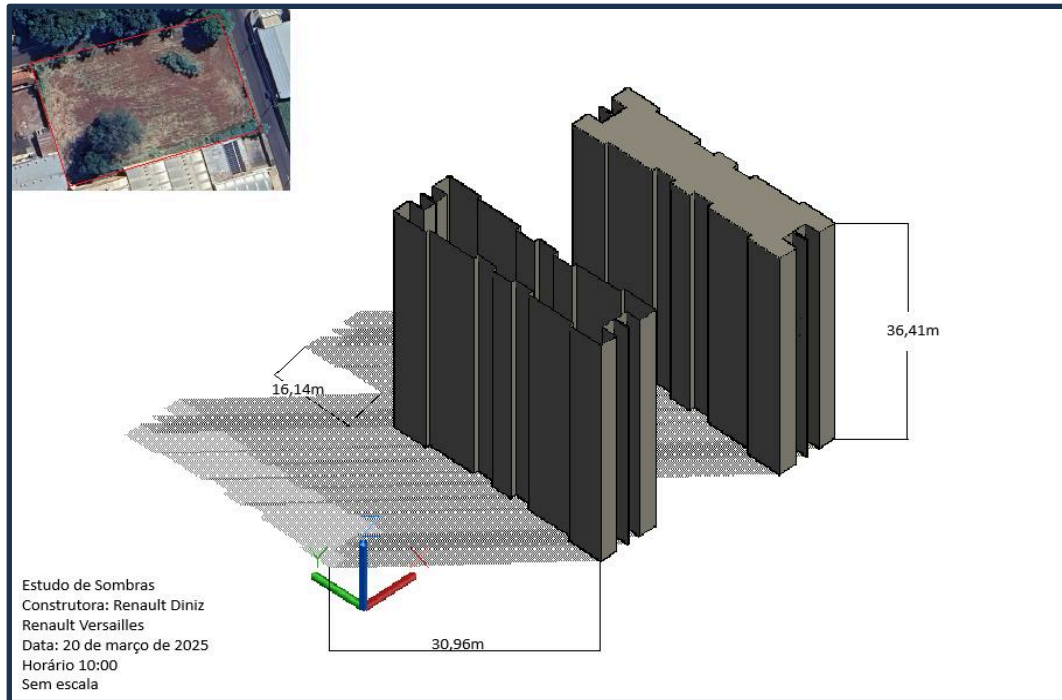 36,41m
16,14m
Z
Y
X
30,96m
Estudo de Sombras
Construtora: Renault Diniz
Renault Versailles
Data: 20 de março de 2025
Horário 10:00
Sem escala